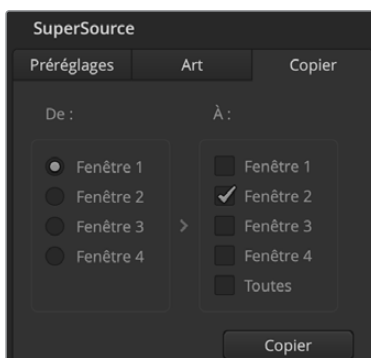 SuperSource
Préréglages Art Copier
De : À :
Fenêtre 1 Fenêtre 1
Fenêtre 2 Fenêtre 2
Fenêtre 3 > Fenêtre 3
Fenêtre 4 Fenêtre 4
Toutes
Copier